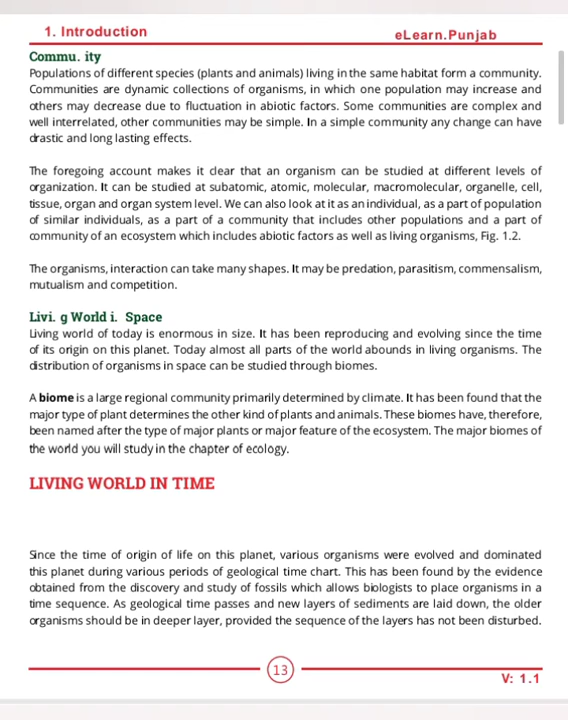 1. Introduction
eLearn.Punjab
Commu. ity
Populations of different species (plants and animals) living in the same habitat form a community.
Communities are dynamic collections of organisms, in which one population may increase and
others may decrease due to fluctuation in abiotic factors. Some communities are complex and
well interrelated, other communities may be simple. In a simple community any change can have
drastic and long lasting effects.
The foregoing account makes it clear that an organism can be studied at different levels of
organization. It can be studied at subatomic, atomic, molecular, macromolecular, organelle, cell,
tissue, organ and organ system level. We can also look at it as an individual, as a part of population
of similar individuals, as a part of a community that includes other populations and a part of
community of an ecosystem which includes abiotic factors as well as living organisms, Fig. 1.2.
The organisms, interaction can take many shapes. It may be predation, parasitism, commensalism,
mutualism and competition.
Livi. g World i. Space
Living world of today is enormous in size. It has been reproducing and evolving since the time
of its origin on this planet. Today almost all parts of the world abounds in living organisms. The
distribution of organisms in space can be studied through biomes.
A biome is a large regional community primarily determined by climate. It has been found that the
major type of plant determines the other kind of plants and animals. These biomes have, therefore,
been named after the type of major plants or major feature of the ecosystem. The major biomes of
the world you will study in the chapter of ecology.
LIVING WORLD IN TIME
Since the time of origin of life on this planet, various organisms were evolved and dominated
this planet during various periods of geological time chart. This has been found by the evidence
obtained from the discovery and study of fossils which allows biologists to place organisms in a
time sequence. As geological time passes and new layers of sediments are laid down, the older
organisms should be in deeper layer, provided the sequence of the layers has not been disturbed.
13
V: 1.1